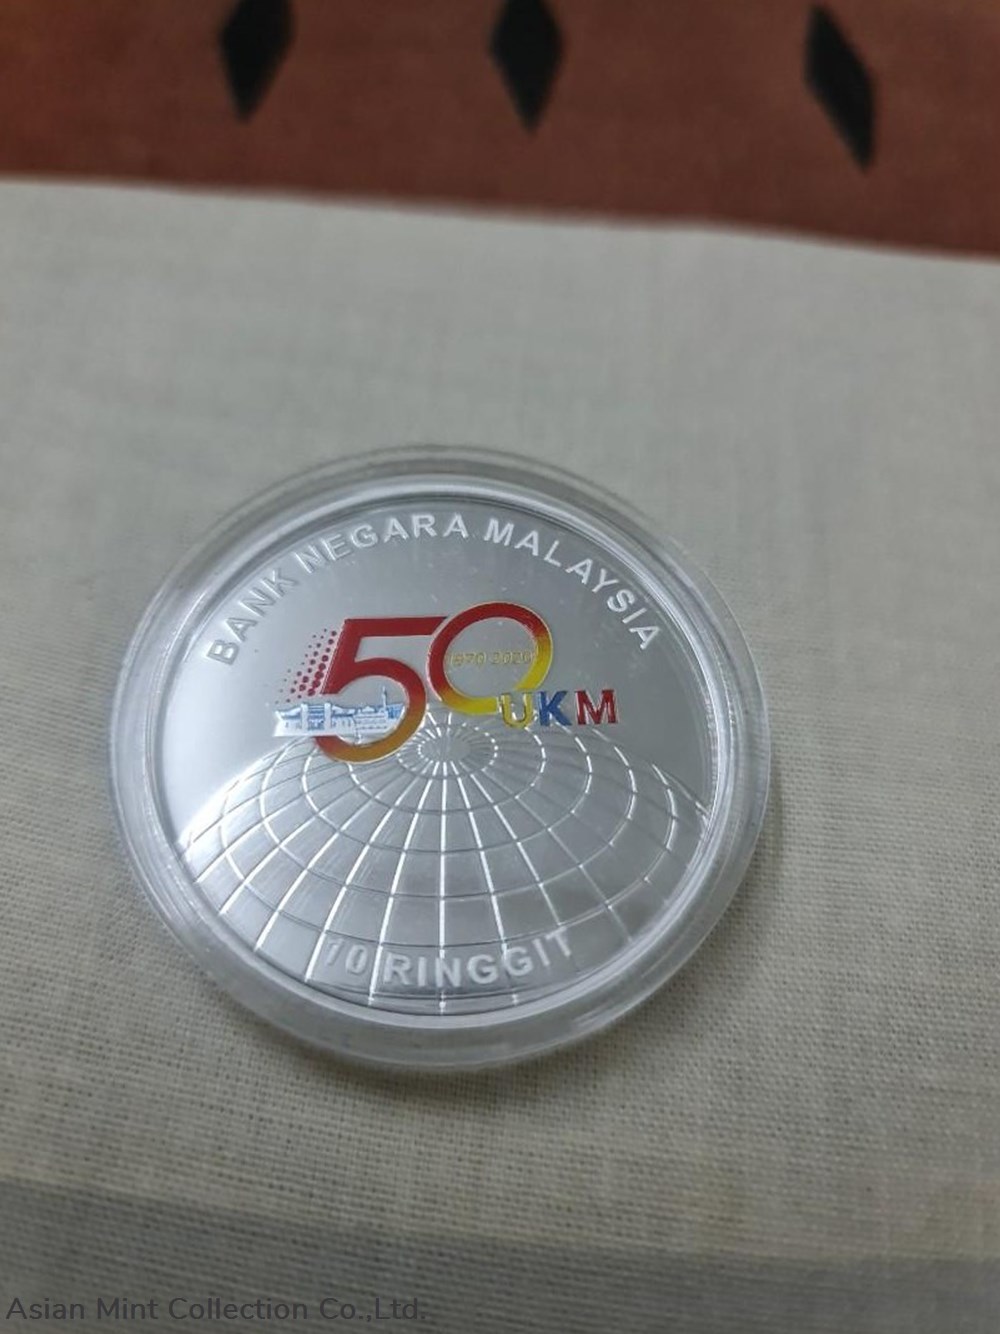 BANK NEGARA MALAYSIA
50
1970-2020
UKM
10 RINGGIT
Asian Mint Collection Co.,Ltd.